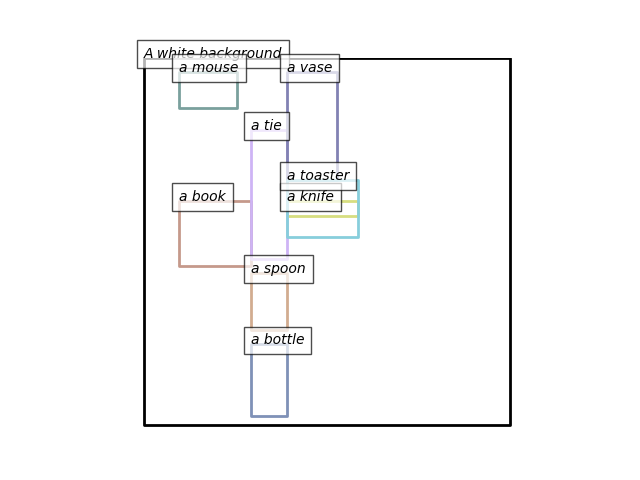 A white background
a mouse
a vase
a tie
a toaster
a book
a knife
a spoon
a bottle